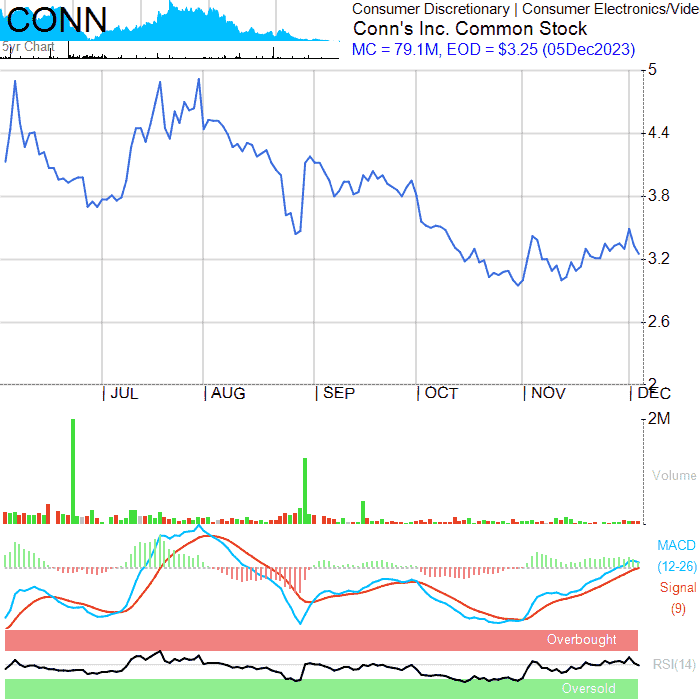 CONN
5yr Chart
Consumer Discretionary | Consumer Electronics/Vide
Conn's Inc. Common Stock
MC = 79.1M, EOD = $3.25 (05Dec2023)
5
4.4
3.8
3.2
2.6
2
| JUL | AUG | SEP | OCT | NOV | DEC
2M
Volume
MACD
(12-26)
Signal
(9)
Overbought
RSI(14)
Oversold